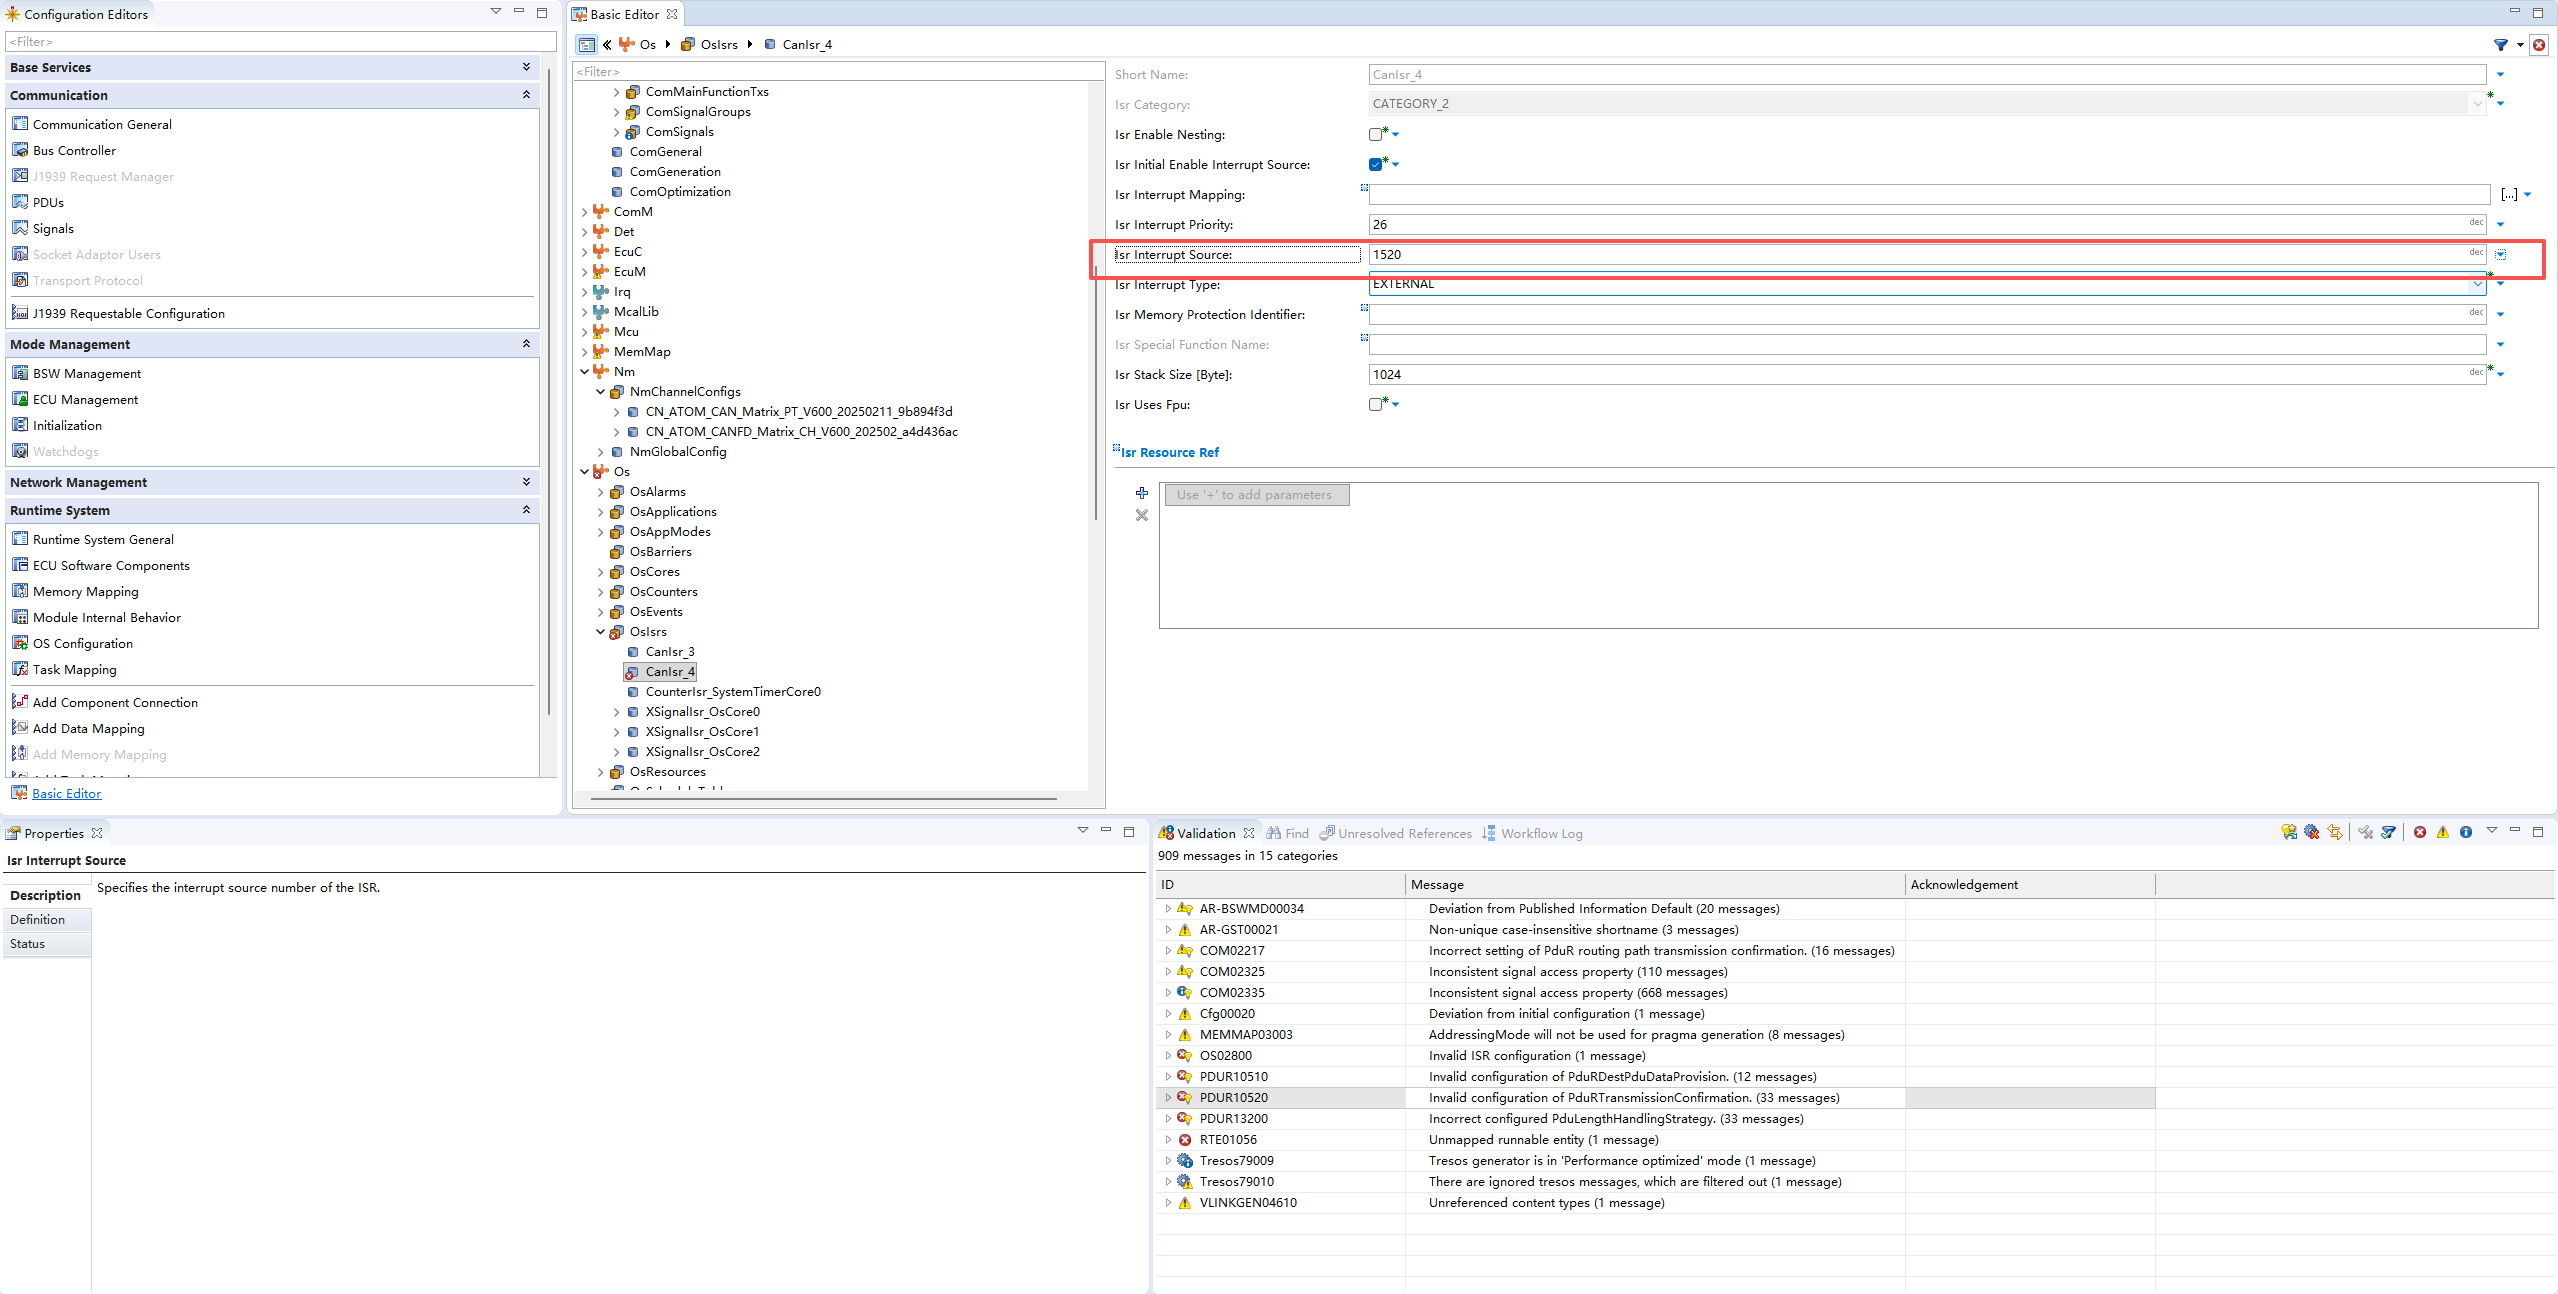 Configuration Editors
<Filter>
Base Services
Communication
Communication General
Bus Controller
J1939 Request Manager
PDUs
Signals
Socket Adaptor Users
Transport Protocol
J1939 Requestable Configuration
Mode Management
BSW Management
ECU Management
Initialization
Watchdogs
Network Management
Runtime System
Runtime System General
ECU Software Components
Memory Mapping
Module Internal Behavior
OS Configuration
Task Mapping
Add Component Connection
Add Data Mapping
Add Memory Mapping
Basic Editor
Basic Editor
Os
OsIsrs
CanIsr_4
<Filter>
ComMainFunctionTxs
ComSignalGroups
ComSignals
ComGeneral
ComGeneration
ComOptimization
ComM
Det
EcuC
EcuM
Irq
McalLib
Mcu
MemMap
Nm
NmChannelConfigs
CN_ATOM_CAN_Matrix_PT_V600_20250211_9b894f3d
CN_ATOM_CANFD_Matrix_CH_V600_202502_a4d436ac
NmGlobalConfig
Os
OsAlarms
OsApplications
OsAppModes
OsBarriers
OsCores
OsCounters
OsEvents
OsIsrs
CanIsr_3
CanIsr_4
CounterIsr_SystemTimerCore0
XSignalIsr_OsCore0
XSignalIsr_OsCore1
XSignalIsr_OsCore2
OsResources
Short Name: CanIsr_4
Isr Category: CATEGORY_2
Isr Enable Nesting:
Isr Initial Enable Interrupt Source:
Isr Interrupt Mapping: [...]
Isr Interrupt Priority: 26 dec
Isr Interrupt Source: 1520 dec
Isr Interrupt Type: EXTERNAL
Isr Memory Protection Identifier: dec
Isr Special Function Name:
Isr Stack Size [Byte]: 1024 dec
Isr Uses Fpu:
Isr Resource Ref
Use '+' to add parameters
Properties
Isr Interrupt Source
Description
Definition
Status
Specifies the interrupt source number of the ISR.
Validation Find Unresolved References Workflow Log
909 messages in 15 categories
ID Message Acknowledgement
AR-BSWMD00034 Deviation from Published Information Default (20 messages)
AR-GST00021 Non-unique case-insensitive shortname (3 messages)
COM02217 Incorrect setting of PduR routing path transmission confirmation. (16 messages)
COM02325 Inconsistent signal access property (110 messages)
COM02335 Inconsistent signal access property (668 messages)
Cfg00020 Deviation from initial configuration (1 message)
MEMMAP03003 AddressingMode will not be used for pragma generation (8 messages)
OS02800 Invalid ISR configuration (1 message)
PDUR10510 Invalid configuration of PduRDestPduDataProvision. (12 messages)
PDUR10520 Invalid configuration of PduRTransmissionConfirmation. (33 messages)
PDUR13200 Incorrect configured PduLengthHandlingStrategy. (33 messages)
RTE01056 Unmapped runnable entity (1 message)
Tresos79009 Tresos generator is in 'Performance optimized' mode (1 message)
Tresos79010 There are ignored tresos messages, which are filtered out (1 message)
VLINKGEN04610 Unreferenced content types (1 message)